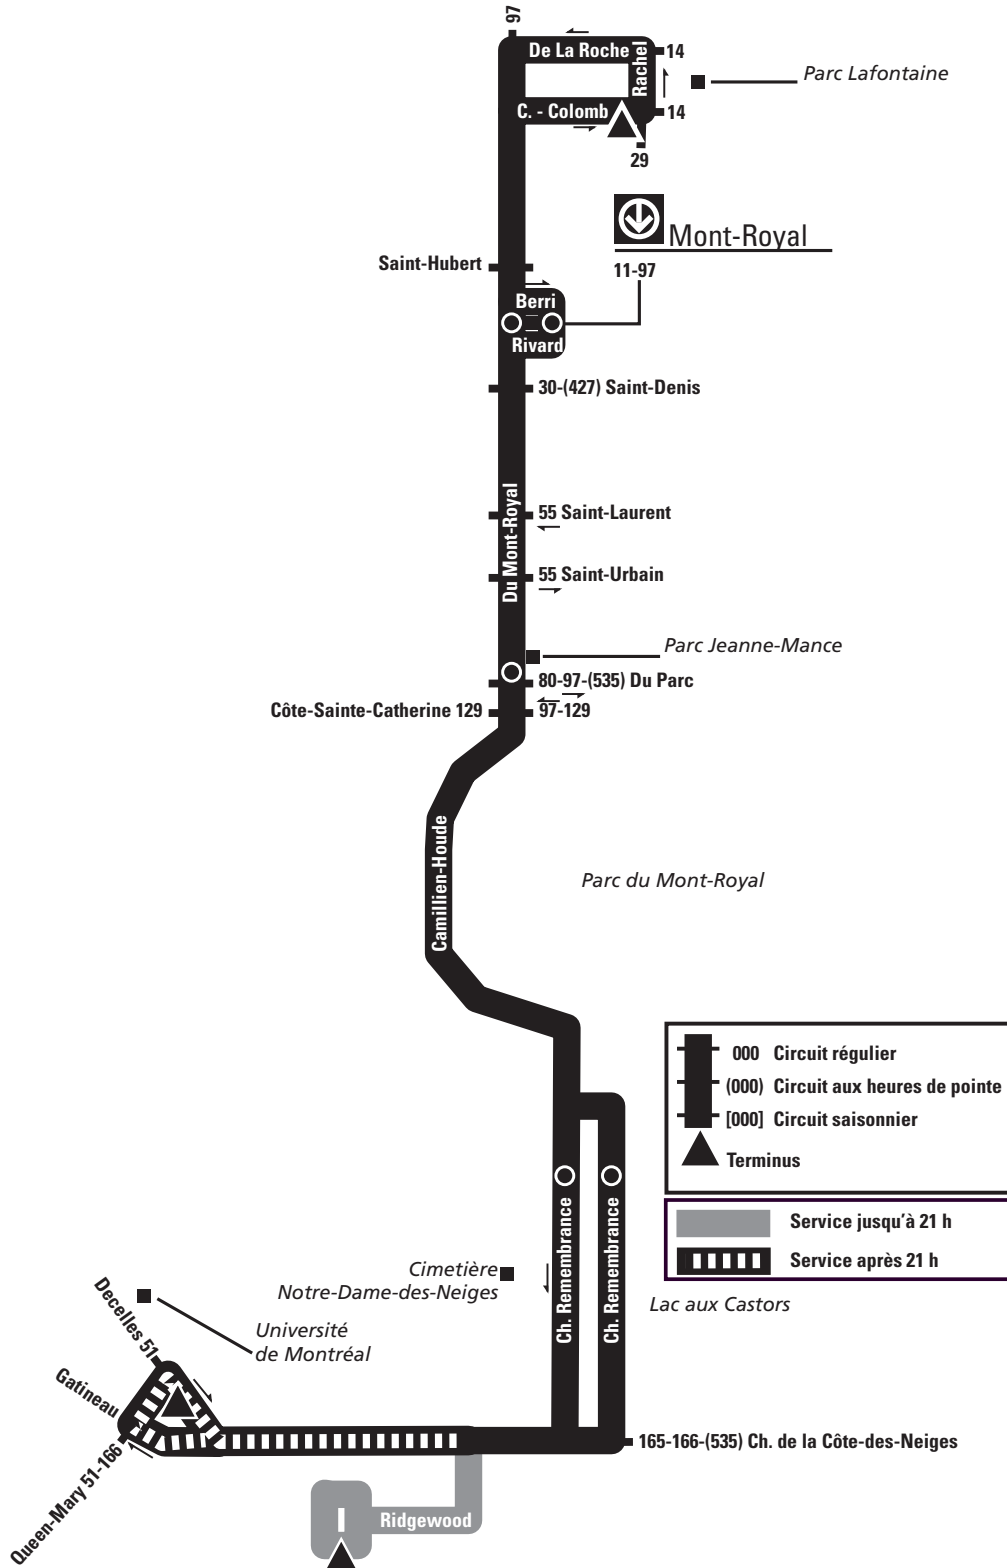 97
De La Roche
14
Rachel
Parc Lafontaine
C. - Colomb
14
29
Mont-Royal
11-97
Saint-Hubert
Berri
Rivard
30-(427) Saint-Denis
Du Mont-Royal
55 Saint-Laurent
55 Saint-Urbain
Parc Jeanne-Mance
80-97-(535) Du Parc
Côte-Sainte-Catherine 129
97-129
Camillien-Houde
Parc du Mont-Royal
000 Circuit régulier
(000) Circuit aux heures de pointe
[000] Circuit saisonnier
Terminus
Service jusqu'à 21 h
Service après 21 h
Ch. Remembrance
Ch. Remembrance
Cimetière
Notre-Dame-des-Neiges
Lac aux Castors
Decelles 51
Université
de Montréal
Gatineau
Queen-Mary 51-166
165-166-(535) Ch. de la Côte-des-Neiges
Ridgewood